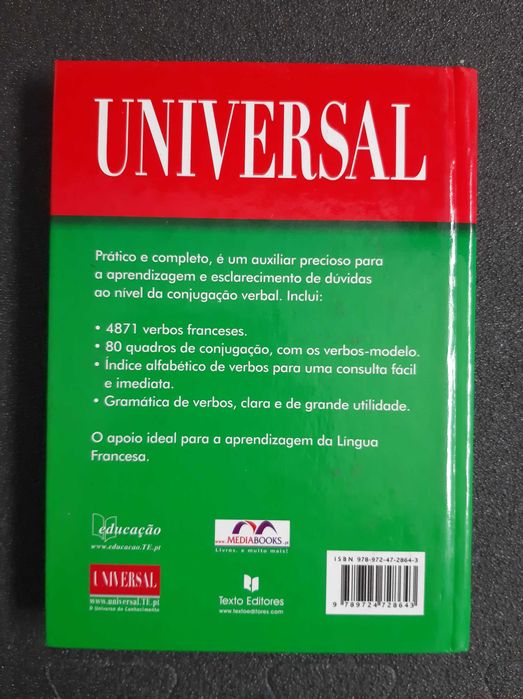 UNIVERSAL
Prático e completo, é um auxiliar precioso para
a aprendizagem e esclarecimento de dúvidas
ao nível da conjugação verbal. Inclui:
• 4871 verbos franceses.
• 80 quadros de conjugação, com os verbos-modelo.
• Índice alfabético de verbos para uma consulta fácil
e imediata.
• Gramática de verbos, clara e de grande utilidade.
O apoio ideal para a aprendizagem da Língua
Francesa.
educação
www.educacao.TE.pt
www.MEDIABOOKS.pt
Livros, e muito mais!
UNIVERSAL
www.universal.TE.pt
O Universo do Conhecimento
Texto Editores
www.textoeditores.com
ISBN 978-972-47-2864-3
9 789724 728643